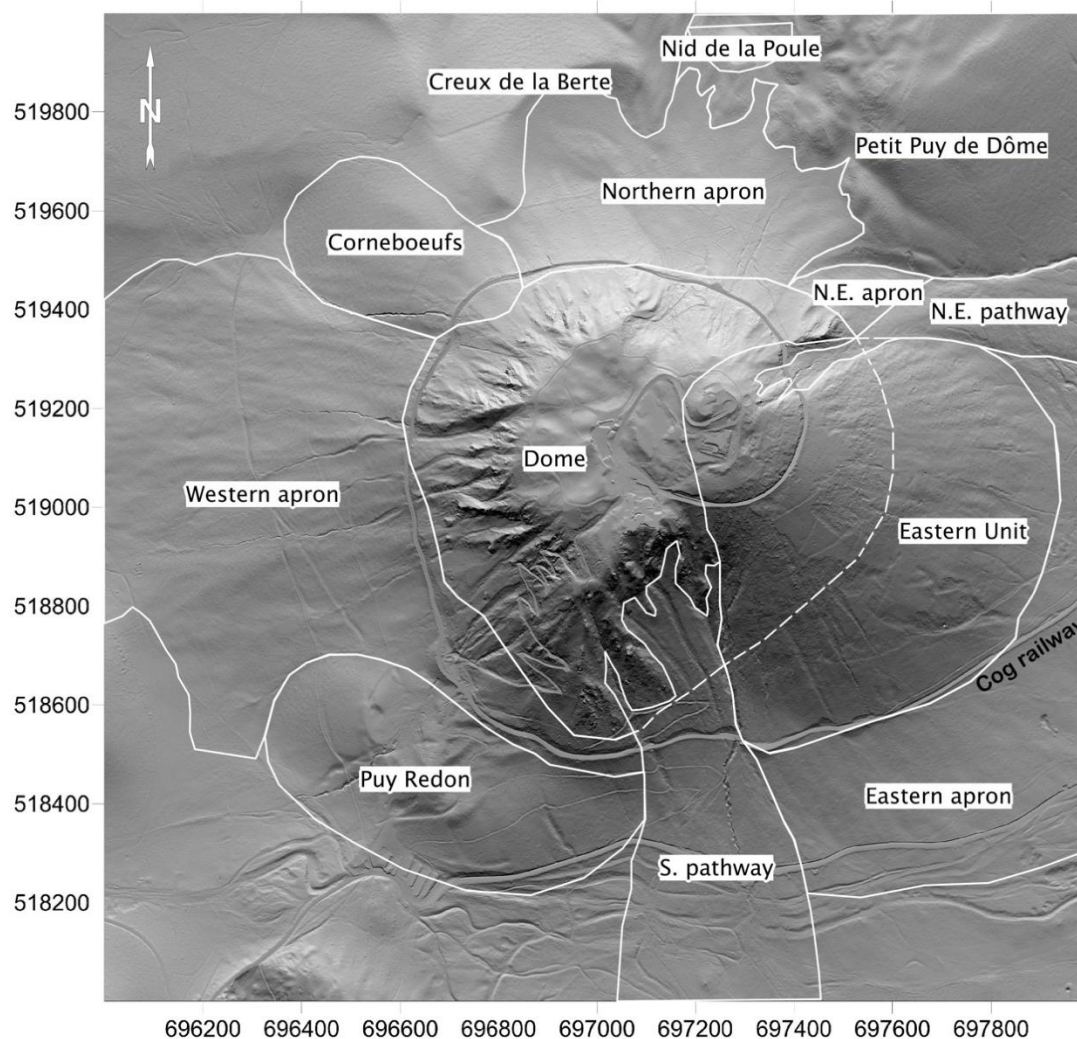 Nid de la Poule
Creux de la Berte
519800
N
Petit Puy de Dôme
Northern apron
519600
Corneboeufs
N.E. apron
519400
N.E. pathway
519200
Dome
Western apron
519000
Eastern Unit
518800
Cog railway
518600
Puy Redon
Eastern apron
518400
S. pathway
518200
696200 696400 696600 696800 697000 697200 697400 697600 697800